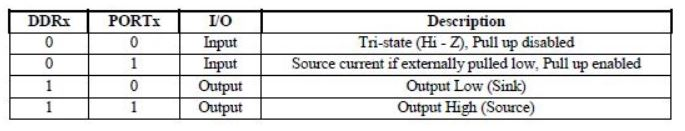 DDRx PORTx I/O Description
0 0 Input Tri-state (Hi - Z), Pull up disabled
0 1 Input Source current if externally pulled low, Pull up enabled
1 0 Output Output Low (Sink)
1 1 Output Output High (Source)